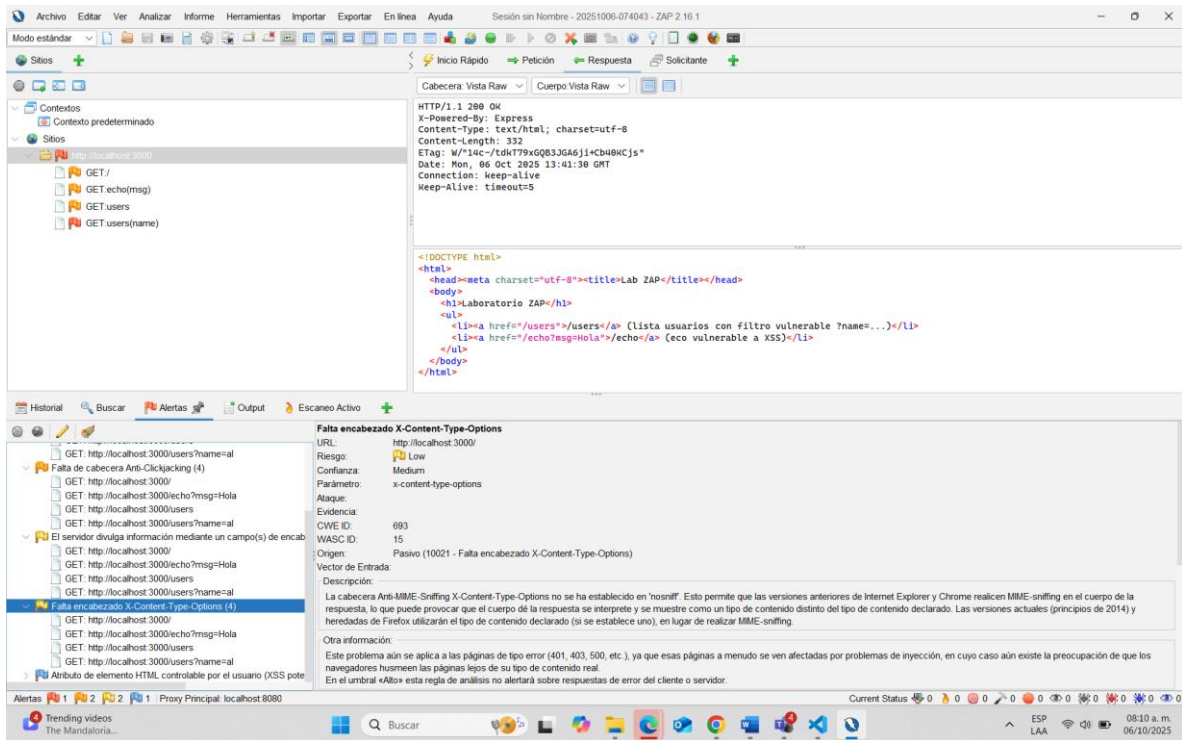 Archivo Editar Ver Analizar Informe Herramientas Importar Exportar En línea Ayuda Sesión sin Nombre - 20251006-074043 - ZAP 2.16.1
Modo estándar
Sitios
Inicio Rápido Petición Respuesta Solicitante
Cabecera: Vista Raw Cuerpo:Vista Raw
Contextos
Contexto predeterminado
Sitios
http://localhost:3000
GET:/
GET:echo(msg)
GET:users
GET:users(name)
HTTP/1.1 200 OK
X-Powered-By: Express
Content-Type: text/html; charset=utf-8
Content-Length: 332
ETag: W/"14c-/tdkT79xGQB3JGA6ji+Cb40KCjs"
Date: Mon, 06 Oct 2025 13:41:30 GMT
Connection: keep-alive
Keep-Alive: timeout=5
<!DOCTYPE html>
<html>
<head><meta charset="utf-8"><title>Lab ZAP</title></head>
<body>
<h1>Laboratorio ZAP</h1>
<ul>
<li><a href="/users">/users</a> (lista usuarios con filtro vulnerable ?name=...)</li>
<li><a href="/echo?msg=Hola">/echo</a> (eco vulnerable a XSS)</li>
</ul>
</body>
</html>
Historial Buscar Alertas Output Escaneo Activo
GET: http://localhost:3000/users
GET: http://localhost:3000/users?name=al
Falta de cabecera Anti-Clickjacking (4)
GET: http://localhost:3000/
GET: http://localhost:3000/echo?msg=Hola
GET: http://localhost:3000/users
GET: http://localhost:3000/users?name=al
El servidor divulga información mediante un campo(s) de encab
GET: http://localhost:3000/
GET: http://localhost:3000/echo?msg=Hola
GET: http://localhost:3000/users
GET: http://localhost:3000/users?name=al
Falta encabezado X-Content-Type-Options (4)
GET: http://localhost:3000/
GET: http://localhost:3000/echo?msg=Hola
GET: http://localhost:3000/users
GET: http://localhost:3000/users?name=al
Atributo de elemento HTML controlable por el usuario (XSS pote
Falta encabezado X-Content-Type-Options
URL: http://localhost:3000/
Riesgo: Low
Confianza: Medium
Parámetro: x-content-type-options
Ataque:
Evidencia:
CWE ID: 693
WASC ID: 15
Origen: Pasivo (10021 - Falta encabezado X-Content-Type-Options)
Vector de Entrada:
Descripción:
La cabecera Anti-MIME-Sniffing X-Content-Type-Options no se ha establecido en 'nosniff'. Esto permite que las versiones anteriores de Internet Explorer y Chrome realicen MIME-sniffing en el cuerpo de la
respuesta, lo que puede provocar que el cuerpo dé la respuesta se interprete y se muestre como un tipo de contenido distinto del tipo de contenido declarado. Las versiones actuales (principios de 2014) y
heredadas de Firefox utilizarán el tipo de contenido declarado (si se establece uno), en lugar de realizar MIME-sniffing.
Otra información:
Este problema aún se aplica a las páginas de tipo error (401, 403, 500, etc.), ya que esas páginas a menudo se ven afectadas por problemas de inyección, en cuyo caso aún existe la preocupación de que los
navegadores husmeen las páginas lejos de su tipo de contenido real.
En el umbral «Alto» esta regla de análisis no alertará sobre respuestas de error del cliente o servidor.
Alertas 1 2 2 1 Proxy Principal: localhost:8080
Current Status 0 0 0 0 0 0 0 0 0
4
Trending videos
The Mandaloria...
Buscar
ESP
LAA
08:10 a. m.
06/10/2025